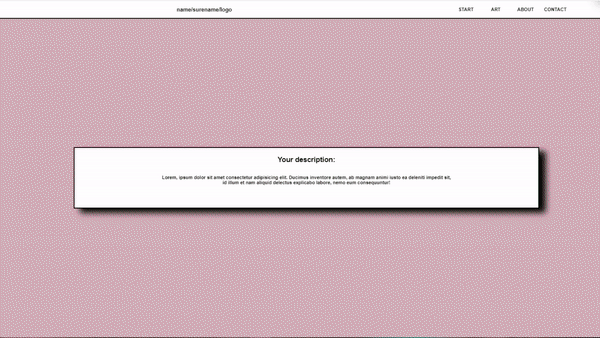 name/surename/logo
START ART ABOUT CONTACT
Your description:
Lorem, ipsum dolor sit amet consectetur adipisicing elit. Ducimus inventore autem, ab magnam animi iusto ea deleniti impedit sit,
id illum et nam aliquid delectus explicabo labore, nemo eum consequuntur!